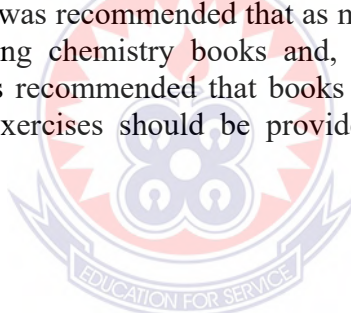 was recommended that as m
ng chemistry books and,
s recommended that books
xercises should be provid
EDUCATION FOR SERVICE